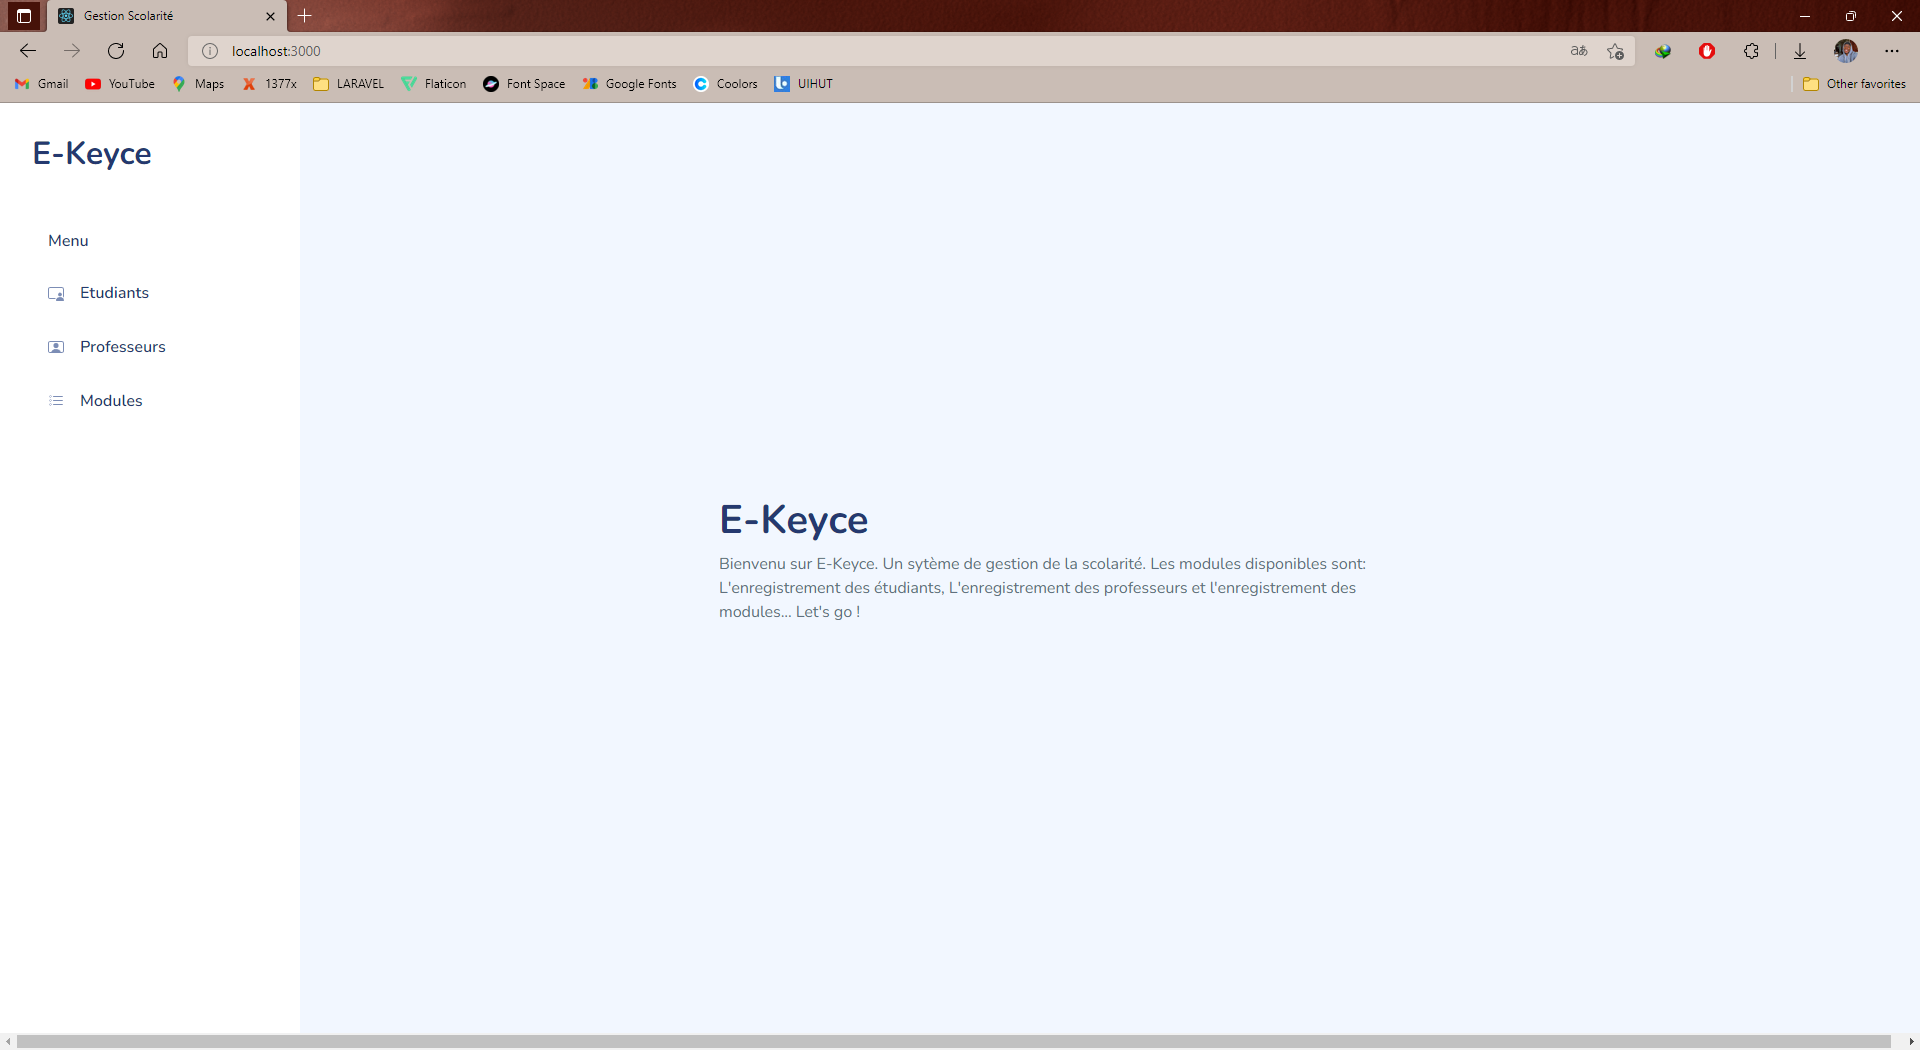 Gestion Scolarité
localhost:3000
Gmail YouTube Maps 1377x LARAVEL Flaticon Font Space Google Fonts Coolors UIHUT Other favorites
E-Keyce
Menu
Etudiants
Professeurs
Modules
E-Keyce
Bienvenu sur E-Keyce. Un sytème de gestion de la scolarité. Les modules disponibles sont:
L'enregistrement des étudiants, L'enregistrement des professeurs et l'enregistrement des
modules... Let's go !